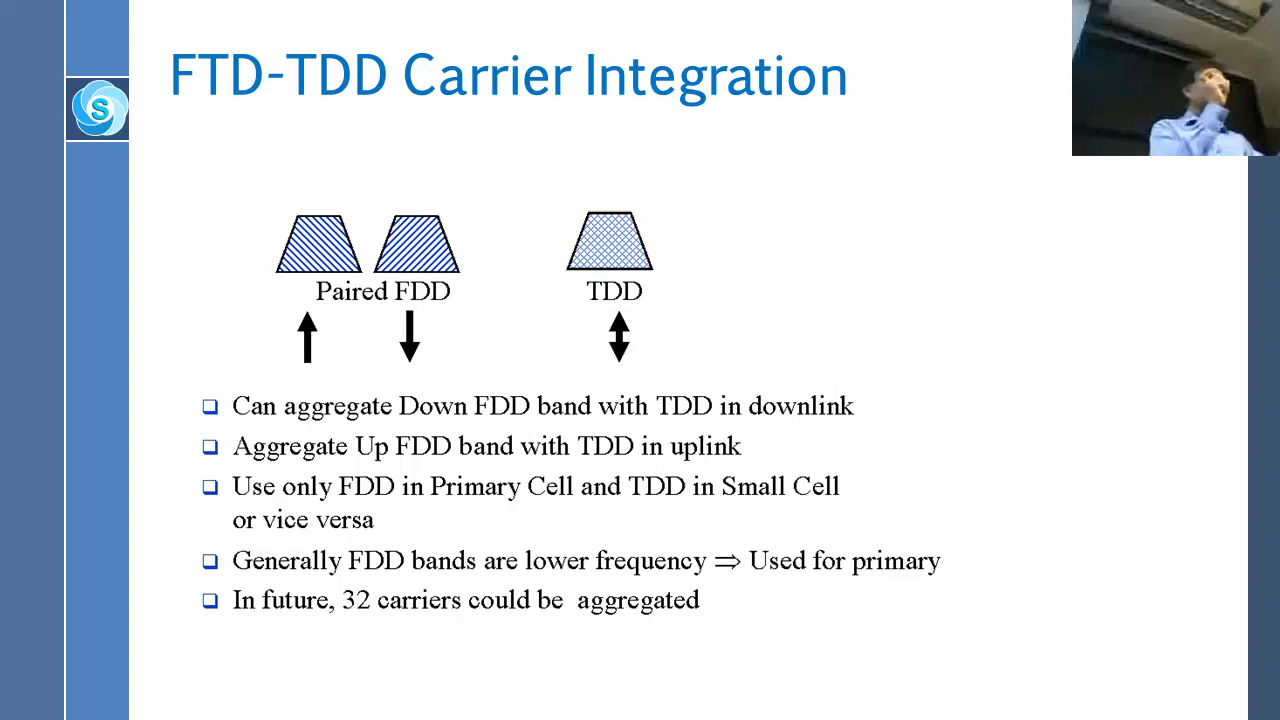 FTD-TDD Carrier Integration
S
Paired FDD
TDD
❑ Can aggregate Down FDD band with TDD in downlink
❑ Aggregate Up FDD band with TDD in uplink
❑ Use only FDD in Primary Cell and TDD in Small Cell
or vice versa
❑ Generally FDD bands are lower frequency ⇒ Used for primary
❑ In future, 32 carriers could be aggregated